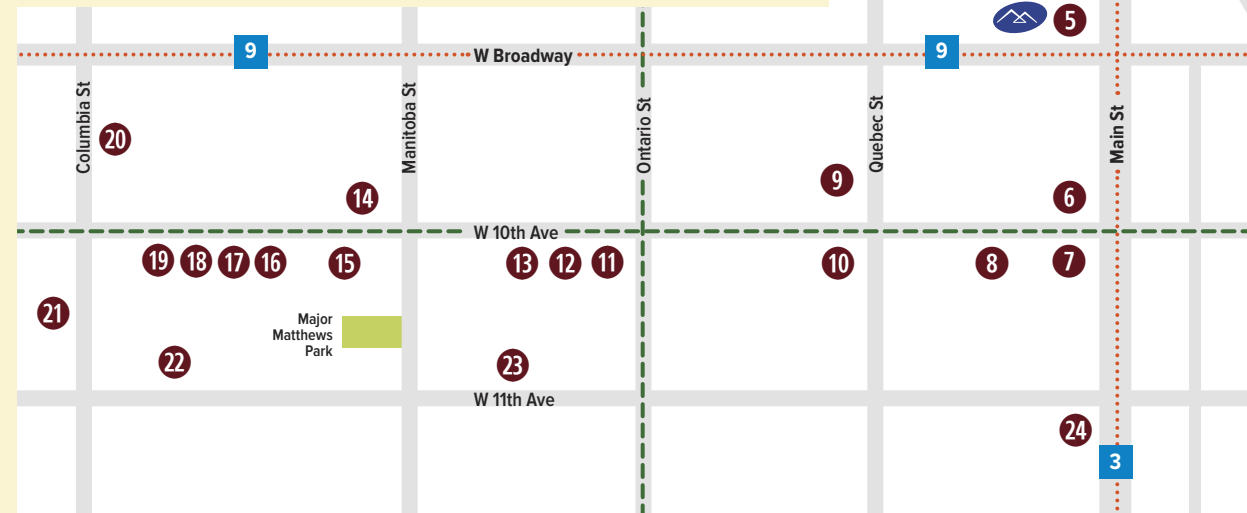 5
9
9
W Broadway
Columbia St
Manitoba St
Ontario St
Quebec St
Main St
20
14
9
6
W 10th Ave
19
18
17
16
15
13
12
11
10
8
7
21
Major
Matthews
Park
22
23
W 11th Ave
24
3